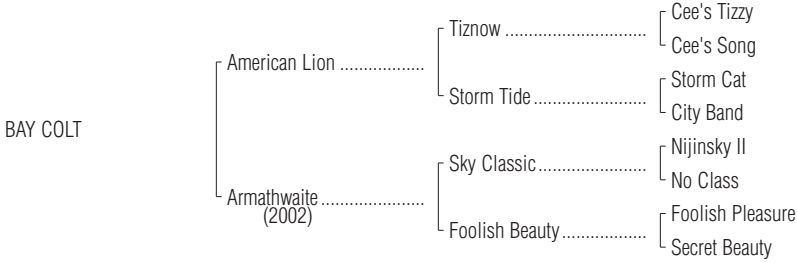 Cee's Tizzy
Tiznow ..............................
Cee's Song
American Lion ..................
Storm Cat
Storm Tide........................
City Band
BAY COLT
Nijinsky II
Sky Classic.......................
No Class
Armathwaite......................
(2002)
Foolish Pleasure
Foolish Beauty..................
Secret Beauty